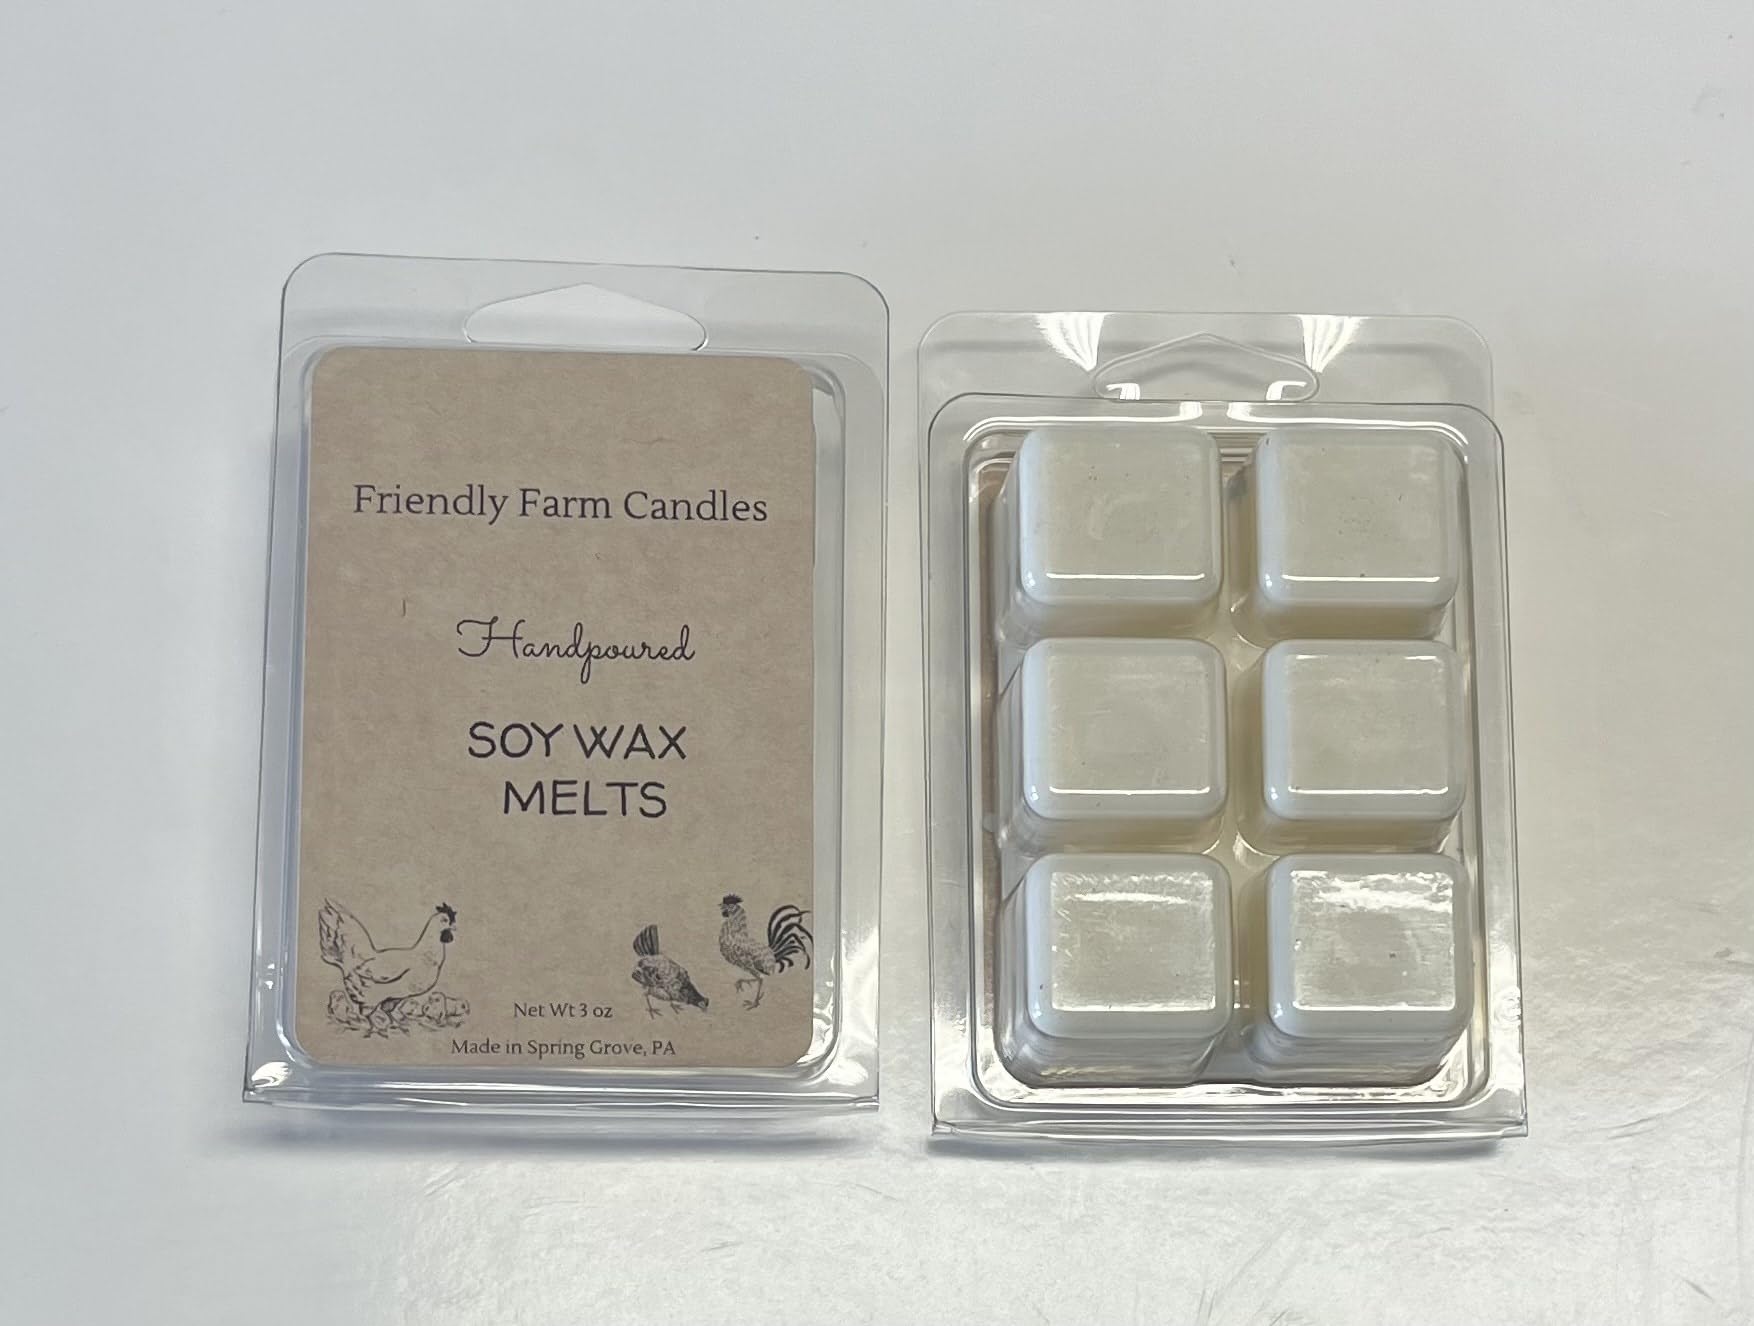 Friendly Farm Candles
Handpoured
SOY WAX
MELTS
Net Wt 3 oz
Made in Spring Grove, PA